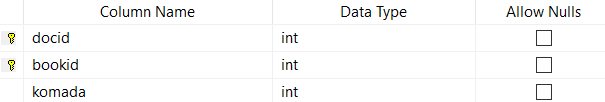 Column Name Data Type Allow Nulls
docid int
bookid int
komada int